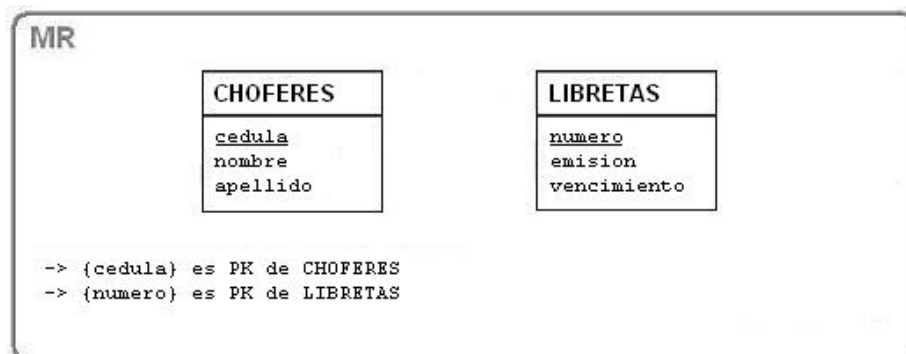 MR
CHOFERES
cedula
nombre
apellido
LIBRETAS
numero
emision
vencimiento
-> {cedula} es PK de CHOFERES
-> {numero} es PK de LIBRETAS